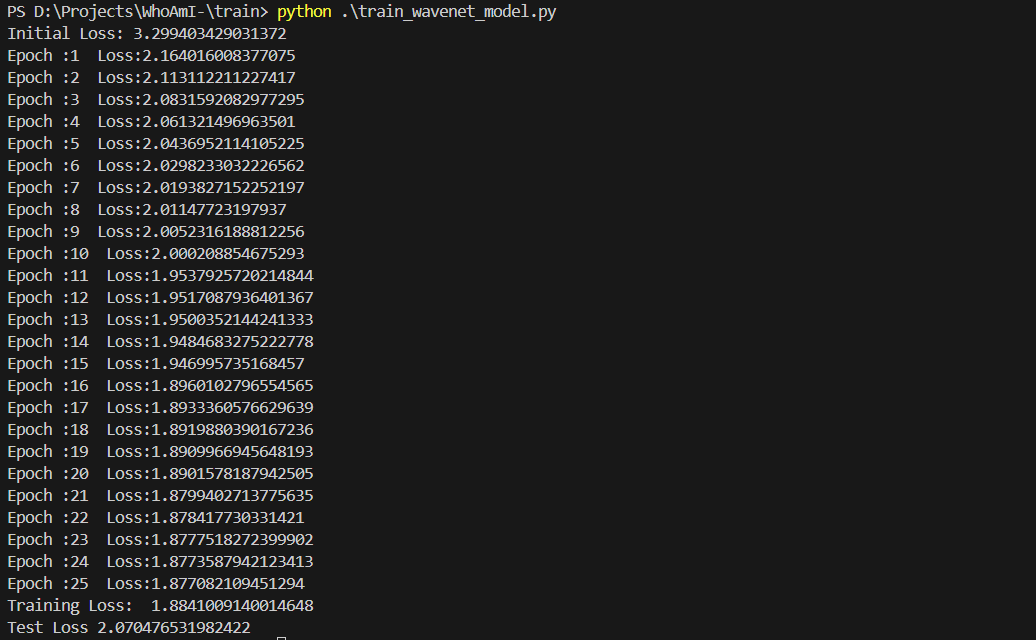 PS D:\Projects\WhoAmI-\train> python .\train_wavenet_model.py
Initial Loss: 3.299403429031372
Epoch :1  Loss:2.164016008377075
Epoch :2  Loss:2.113112211227417
Epoch :3  Loss:2.0831592082977295
Epoch :4  Loss:2.061321496963501
Epoch :5  Loss:2.0436952114105225
Epoch :6  Loss:2.0298233032226562
Epoch :7  Loss:2.0193827152252197
Epoch :8  Loss:2.01147723197937
Epoch :9  Loss:2.0052316188812256
Epoch :10  Loss:2.000208854675293
Epoch :11  Loss:1.9537925720214844
Epoch :12  Loss:1.9517087936401367
Epoch :13  Loss:1.9500352144241333
Epoch :14  Loss:1.9484683275222778
Epoch :15  Loss:1.946995735168457
Epoch :16  Loss:1.8960102796554565
Epoch :17  Loss:1.8933360576629639
Epoch :18  Loss:1.8919880390167236
Epoch :19  Loss:1.8909966945648193
Epoch :20  Loss:1.8901578187942505
Epoch :21  Loss:1.8799402713775635
Epoch :22  Loss:1.878417730331421
Epoch :23  Loss:1.8777518272399902
Epoch :24  Loss:1.8773587942123413
Epoch :25  Loss:1.877082109451294
Training Loss:  1.8841009140014648
Test Loss 2.070476531982422